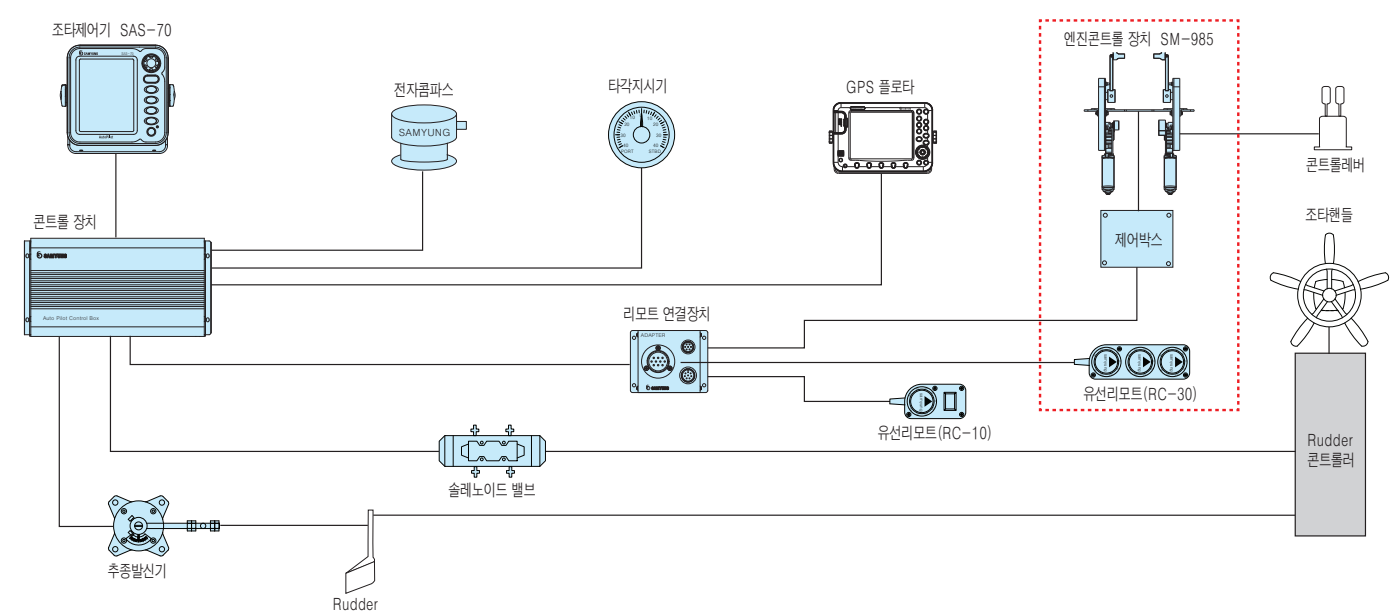 조타제어기 SAS-70
엔진콘트롤 장치 SM-985
전자콤파스
타각지시기
GPS 플로타
SAMYUNG
PORT
STBD
콘트롤레버
콘트롤 장치
제어박스
조타핸들
SAMYUNG
Auto Pilot Control Box
리모트 연결장치
ADAPTER
SAMYUNG
유선리모트(RC-30)
유선리모트(RC-10)
Rudder
콘트롤러
솔레노이드 밸브
추종발신기
Rudder